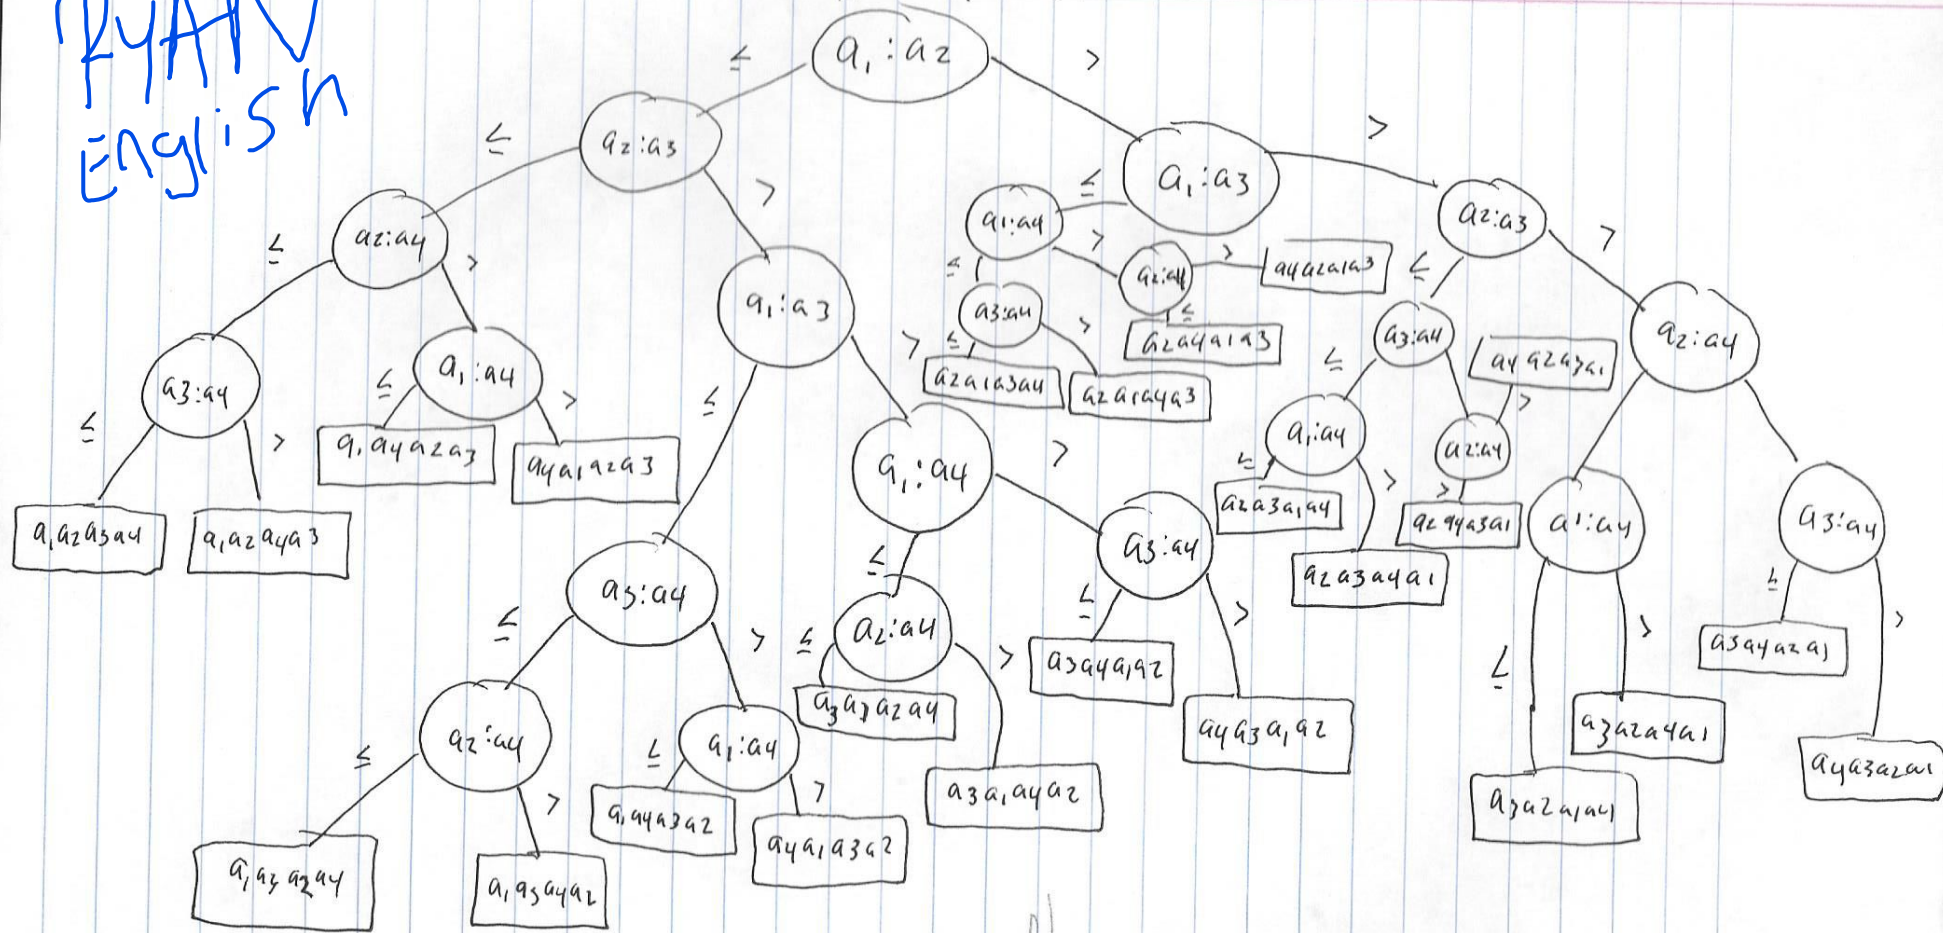 RYAN
English
a1:a2
≤
>
a2:a3
≤
>
a1:a3
≤
>
a2:a4
≤
>
a1:a4
≤
>
a2:a3
≤
>
a2:a4
>
a4a2a1a3
≤
a2a4a1a3
a3:a4
≤
>
a2a1a3a4
a2a1a4a3
a1:a3
≤
>
a3:a4
≤
a4a2a3a1
>
a2:a4
a3:a4
≤
>
a1:a4
≤
>
a1a4a2a3
a4a1a2a3
a1a2a3a4
a1a2a4a3
a1:a4
≤
>
a1:a4
≤
>
a2:a4
>
a2a3a1a4
a2a4a3a1
a2a3a4a1
a3:a4
≤
>
a1:a4
≤
>
a3:a4
≤
>
a3:a4
≤
>
a2:a4
≤
>
a3a4a1a2
a3a4a2a1
a3a1a2a4
a4a3a1a2
a3a2a4a1
a2:a4
≤
>
a1:a4
≤
>
a3a1a4a2
a3a2a1a4
a4a3a2a1
a1a4a3a2
a4a1a3a2
a1a3a2a4
a1a3a4a2